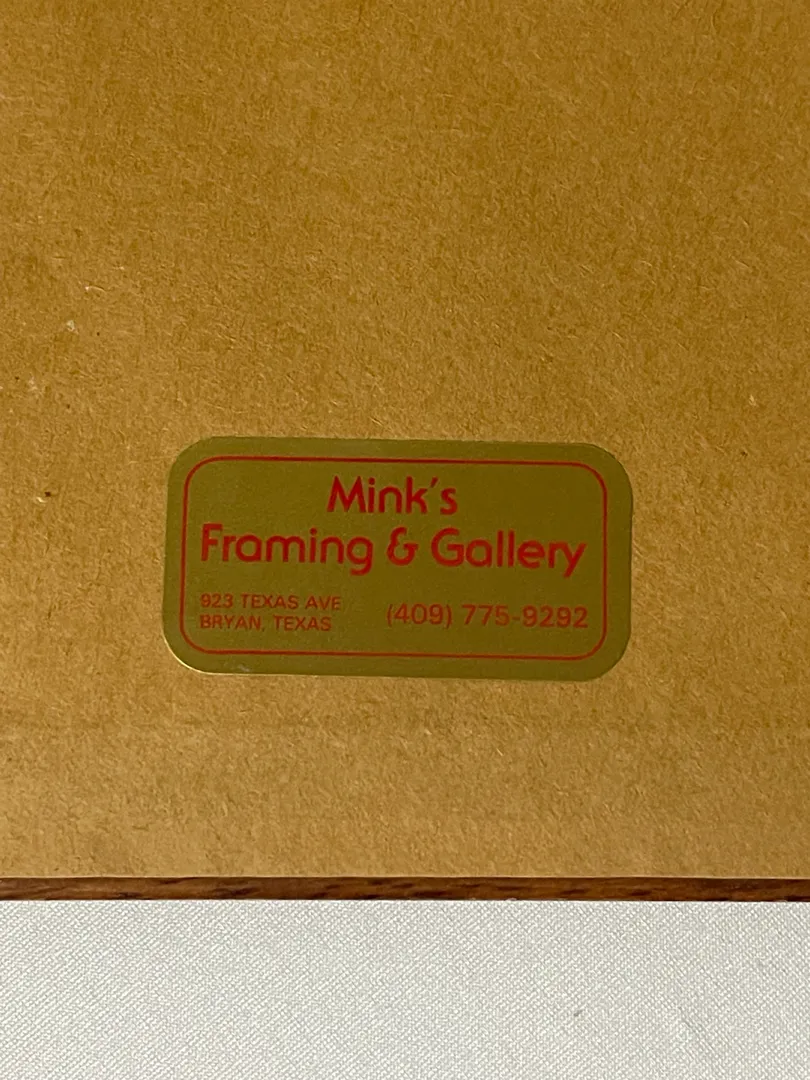 Mink's
Framing & Gallery
923 TEXAS AVE
BRYAN, TEXAS
(409) 775-9292